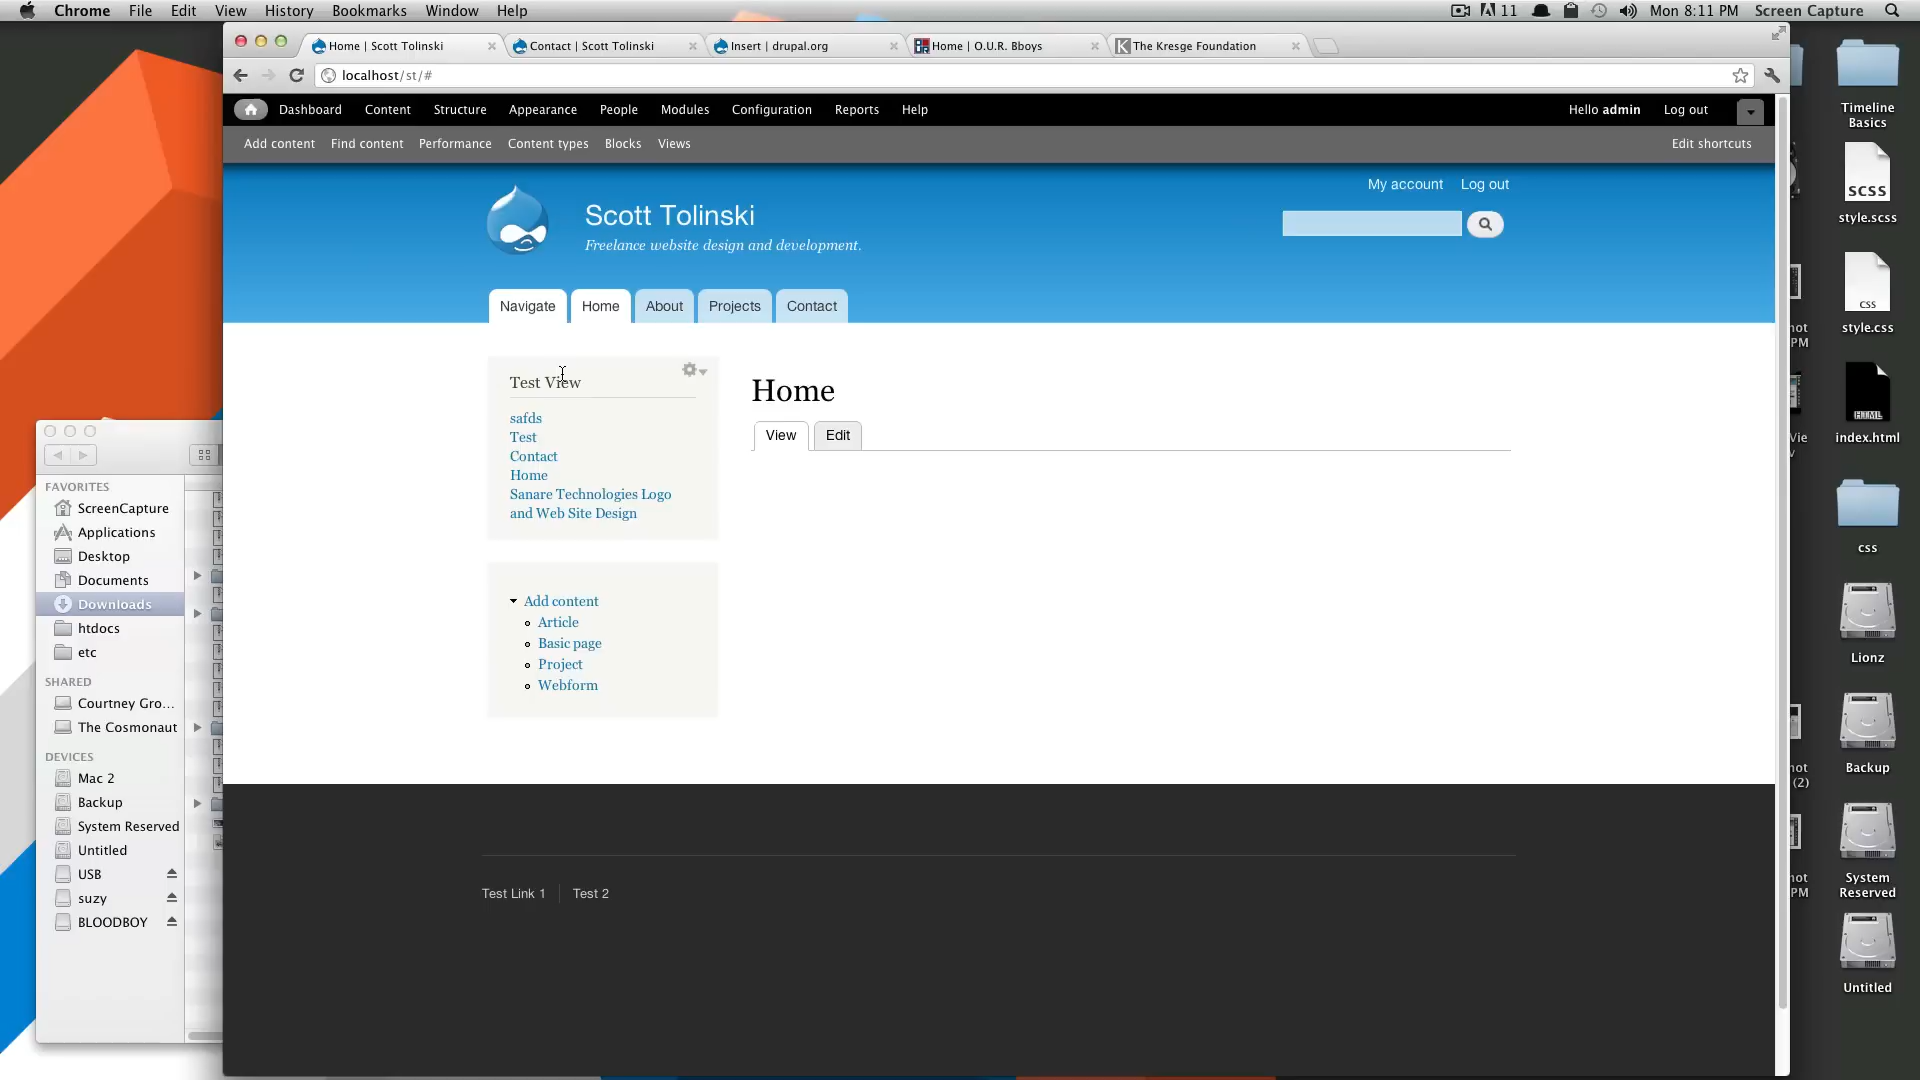 Chrome File Edit View History Bookmarks Window Help
11 Mon 8:11 PM Screen Capture
Home | Scott Tolinski
Contact | Scott Tolinski
Insert | drupal.org
Home | O.U.R. Bboys
The Kresge Foundation
localhost/st/#
Dashboard Content Structure Appearance People Modules Configuration Reports Help
Hello admin Log out
Add content Find content Performance Content types Blocks Views
Edit shortcuts
My account Log out
Scott Tolinski
Freelance website design and development.
Navigate Home About Projects Contact
Test View
safds
Test
Contact
Home
Sanare Technologies Logo
and Web Site Design
Home
View Edit
Add content
Article
Basic page
Project
Webform
Test Link 1 Test 2
FAVORITES
ScreenCapture
Applications
Desktop
Documents
Downloads
htdocs
etc
SHARED
Courtney Gro...
The Cosmonaut
DEVICES
Mac 2
Backup
System Reserved
Untitled
USB
suzy
BLOODBOY
Timeline
Basics
SCSS
style.scss
css
style.css
HTML
index.html
css
Lionz
Backup
System
Reserved
Untitled